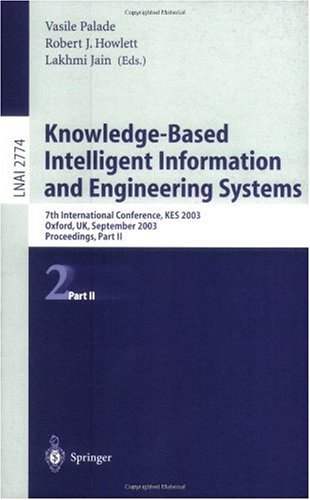 Vasile Palade
Robert J. Howlett
Lakhmi Jain (Eds.)
LNAI 2774
Knowledge-Based
Intelligent Information
and Engineering Systems
7th International Conference, KES 2003
Oxford, UK, September 2003
Proceedings, Part II
2 Part II
Springer